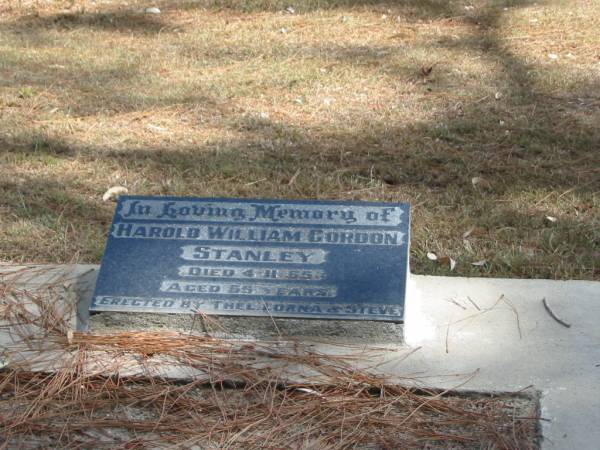 In Loving Memory of
HAROLD WILLIAM GORDON
STANLEY
DIED 4·11·65.
AGED 59 YEARS.
ERECTED BY THEL, LORNA & STEVE